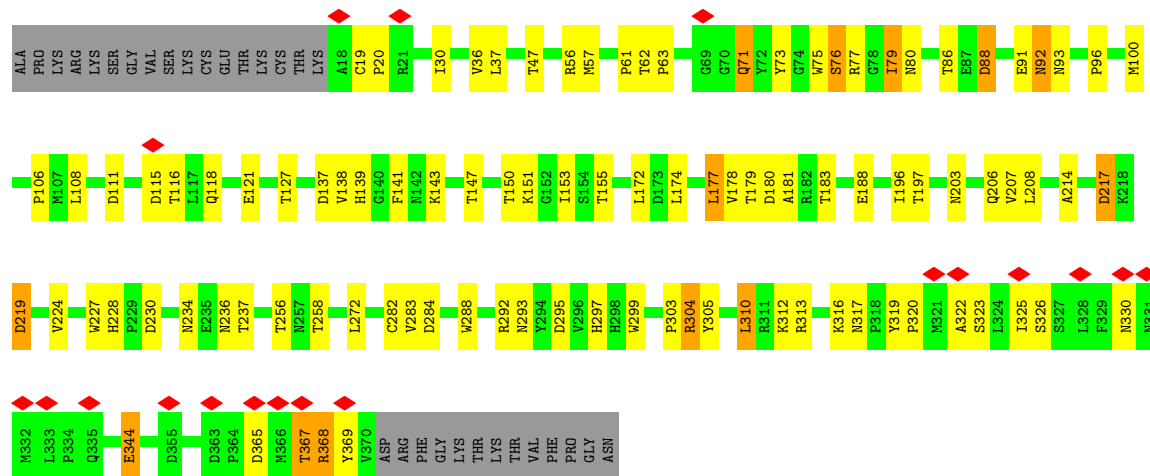 ALA PRO LYS ARG LYS SER GLY VAL SER LYS CYS GLU THR LYS CYS THR LYS A18 C19 P20 R21 I30 V36 L37 T47 R56 M57 P61 T62 P63 G69 G70 Q71 Y72 Y73 G74 W75 S76 R77 G78 I79 N80 T86 E87 D88 E91 N92 N93 P96 M100
P106 M107 L108 D111 D115 T116 L117 Q118 E121 T127 D137 V138 H139 G140 F141 N142 K143 T147 T150 K151 G152 I153 S154 T155 L172 D173 L174 L177 V178 T179 D180 A181 R182 T183 E188 I196 T197 N203 Q206 V207 L208 A214 D217 K218
D219 V224 W227 H228 P229 D230 N234 E235 N236 T237 T256 N257 T258 L272 C282 V283 D284 W288 R292 N293 Y294 D295 V296 H297 H298 W299 P303 R304 Y305 L310 R311 K312 R313 K316 N317 P318 Y319 P320 M321 A322 S323 L324 I325 S326 S327 L328 F329 N330 N331
M332 L333 P334 Q335 E344 D355 D363 P364 D365 M366 T367 R368 Y369 V370 ASP ARG PHE GLY LYS THR LYS THR VAL PHE PRO GLY ASN